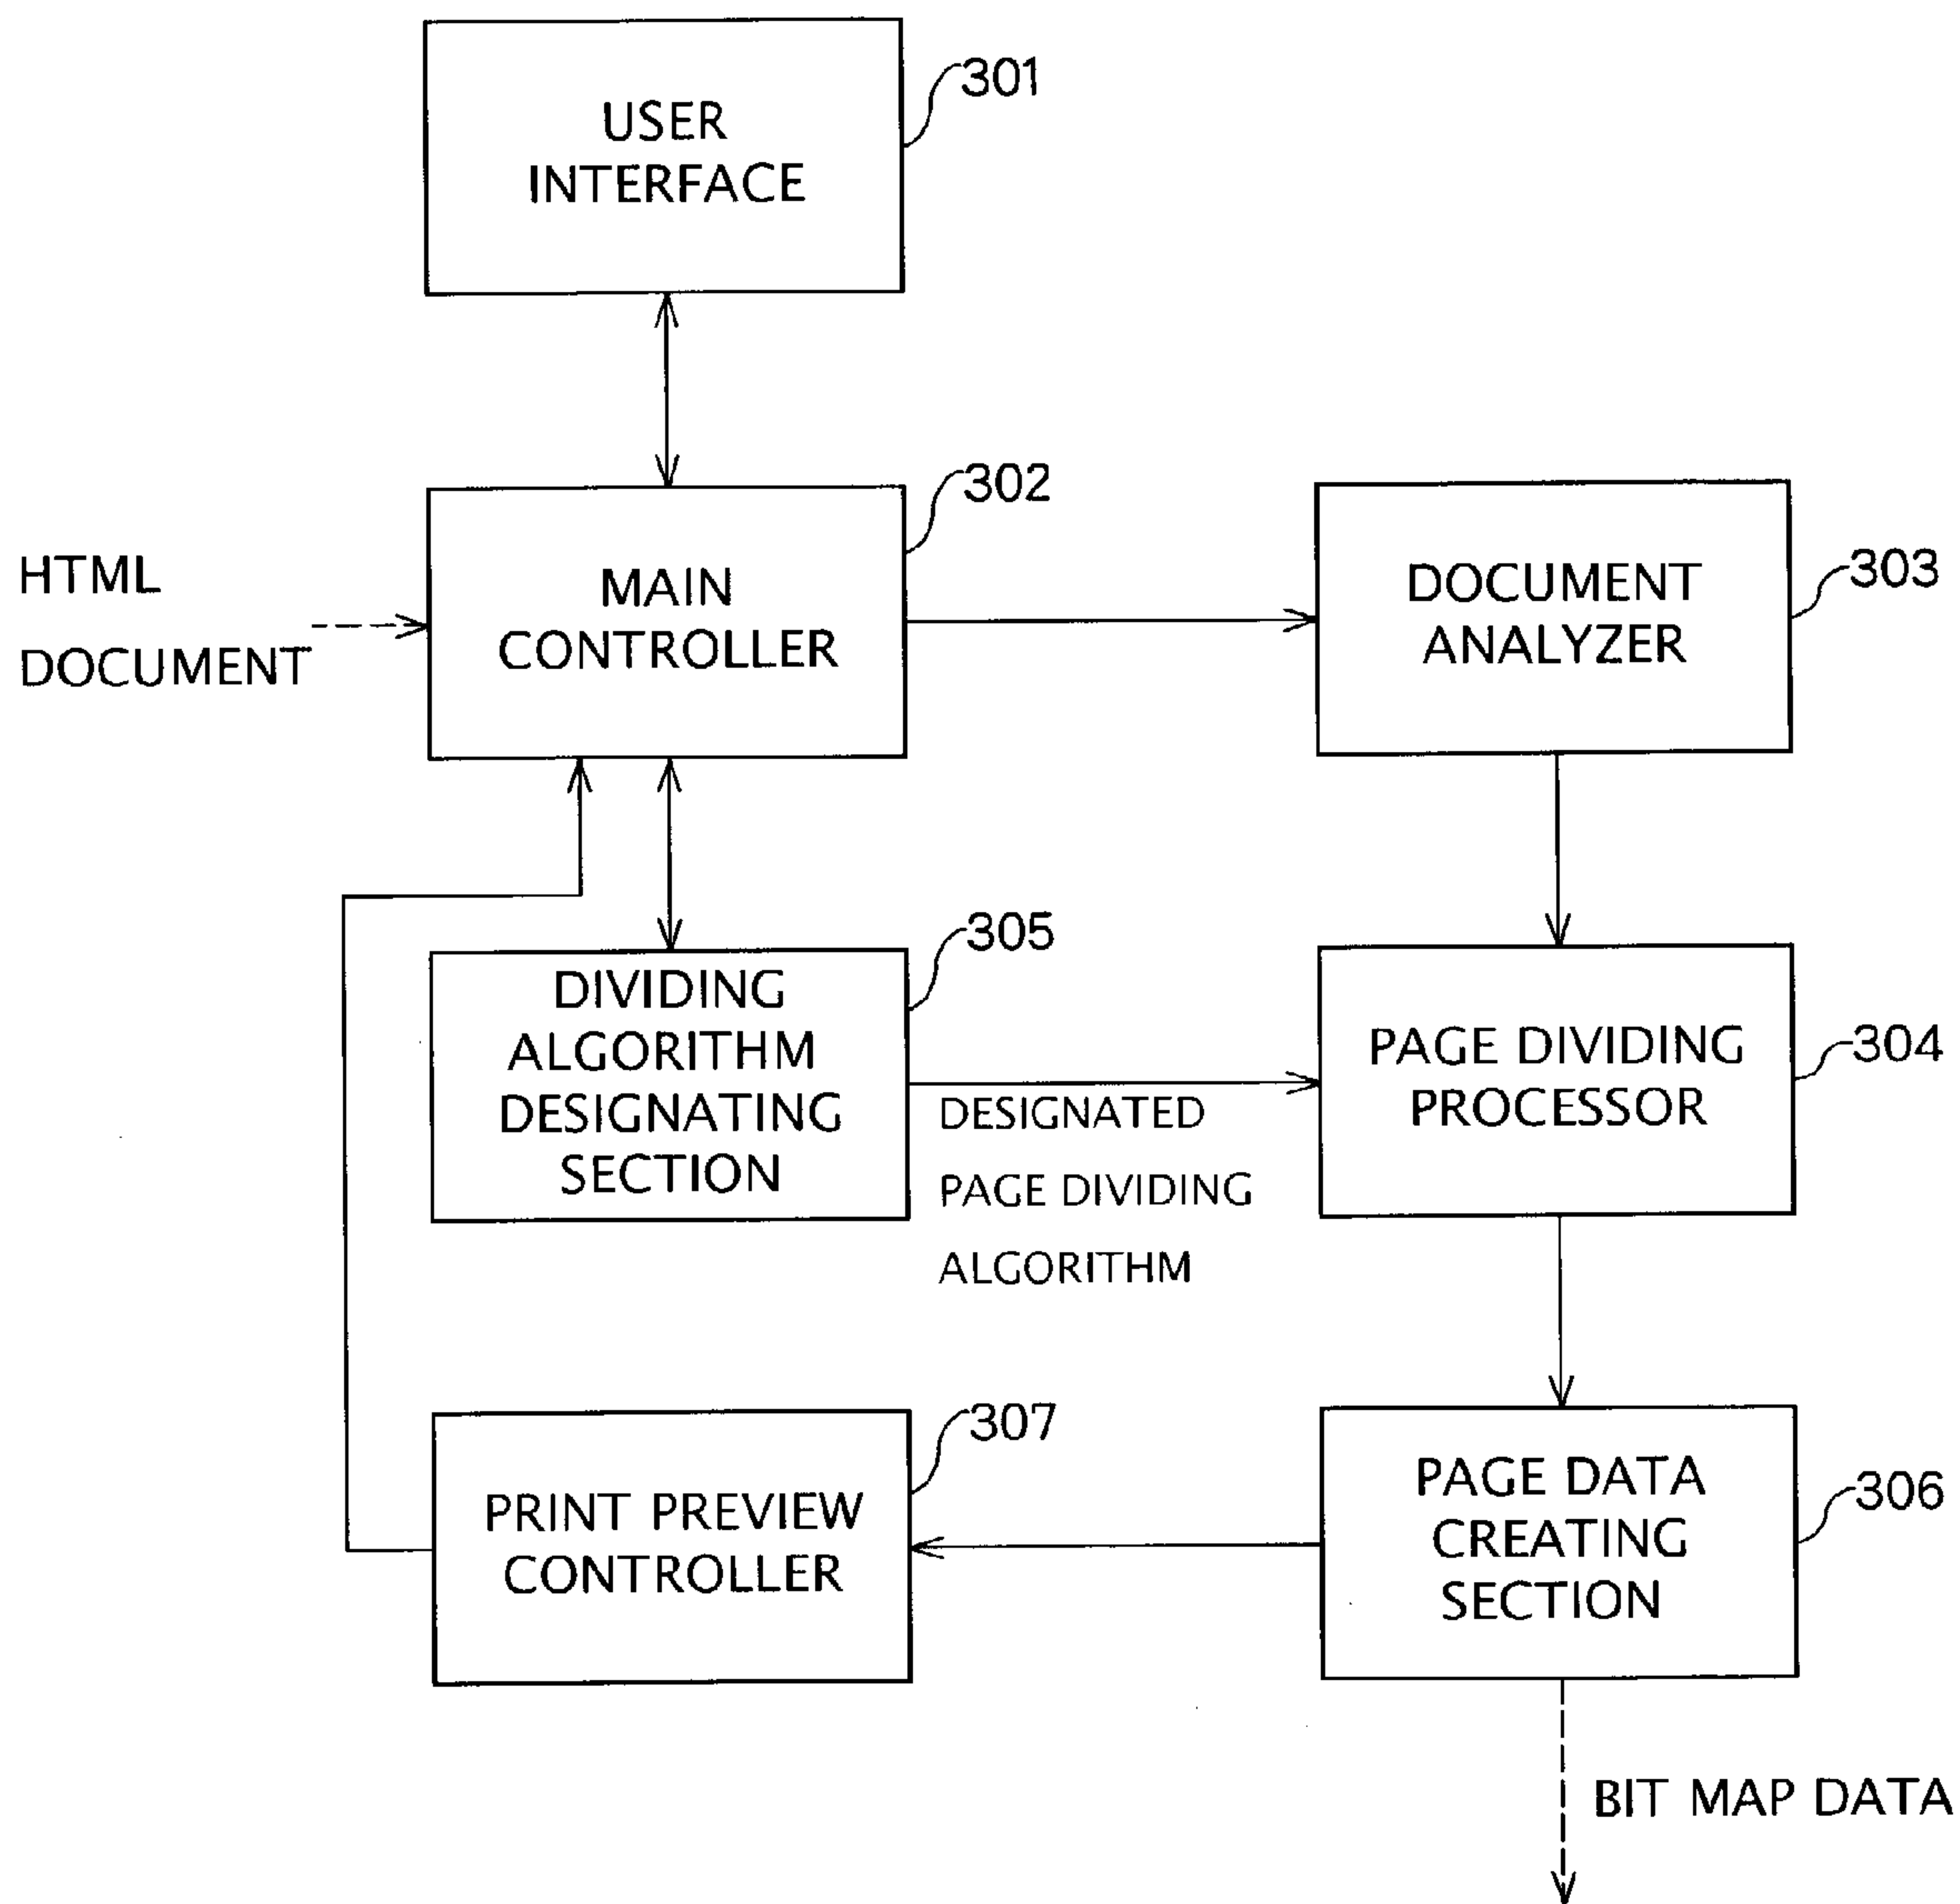 USER
INTERFACE
301
HTML
DOCUMENT
MAIN
CONTROLLER
302
DOCUMENT
ANALYZER
303
DIVIDING
ALGORITHM
DESIGNATING
SECTION
305
DESIGNATED
PAGE DIVIDING
ALGORITHM
PAGE DIVIDING
PROCESSOR
304
PRINT PREVIEW
CONTROLLER
307
PAGE DATA
CREATING
SECTION
306
BIT MAP DATA